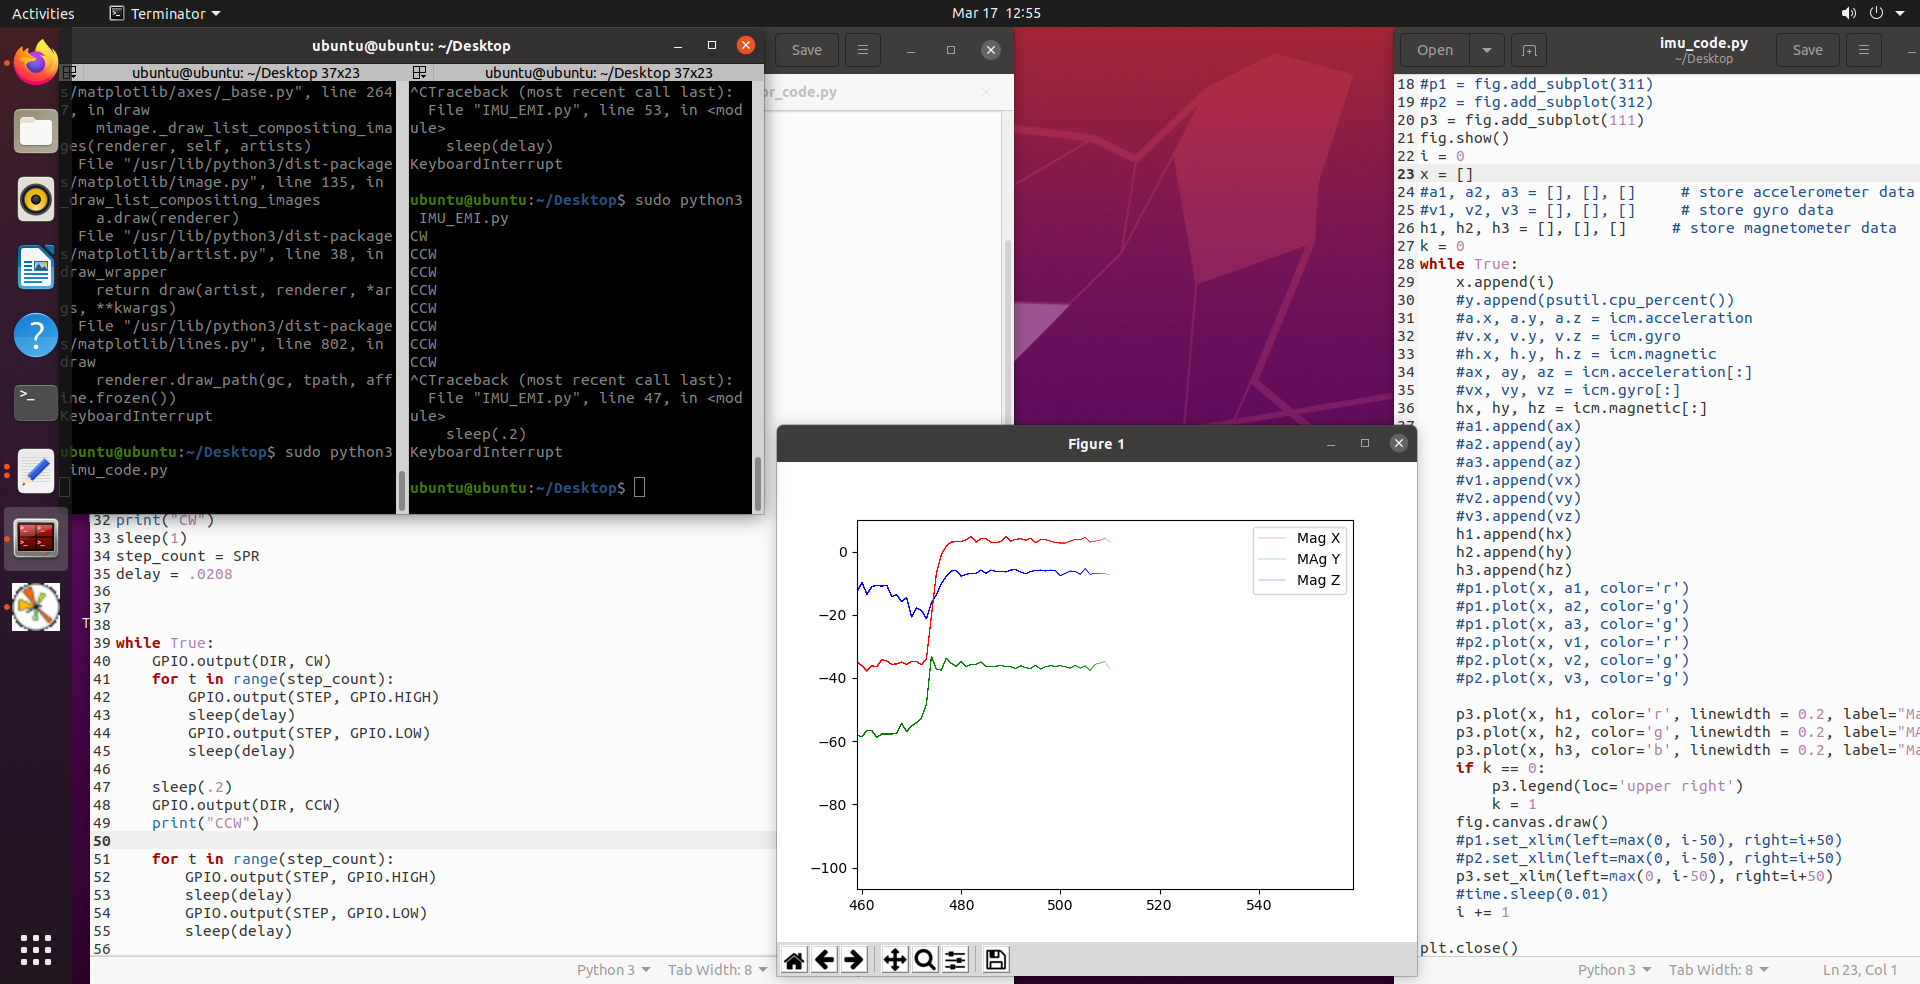 Activities
Terminator
Mar 17  12:55
ubuntu@ubuntu: ~/Desktop
ubuntu@ubuntu: ~/Desktop 37x23
s/matplotlib/axes/_base.py", line 264
7, in draw
    mimage._draw_list_compositing_ima
ges(renderer, self, artists)
  File "/usr/lib/python3/dist-package
s/matplotlib/image.py", line 135, in
_draw_list_compositing_images
    a.draw(renderer)
  File "/usr/lib/python3/dist-package
s/matplotlib/artist.py", line 38, in
draw_wrapper
    return draw(artist, renderer, *ar
gs, **kwargs)
  File "/usr/lib/python3/dist-package
s/matplotlib/lines.py", line 802, in
draw
    renderer.draw_path(gc, tpath, aff
ine.frozen())
KeyboardInterrupt
ubuntu@ubuntu:~/Desktop$ sudo python3
 imu_code.py
ubuntu@ubuntu: ~/Desktop 37x23
^CTraceback (most recent call last):
  File "IMU_EMI.py", line 53, in <mod
ule>
    sleep(delay)
KeyboardInterrupt
ubuntu@ubuntu:~/Desktop$ sudo python3
 IMU_EMI.py
CW
CCW
CCW
CCW
CCW
CCW
CCW
CCW
^CTraceback (most recent call last):
  File "IMU_EMI.py", line 47, in <mod
ule>
    sleep(.2)
KeyboardInterrupt
ubuntu@ubuntu:~/Desktop$
Save
or_code.py
32 print("CW")
33 sleep(1)
34 step_count = SPR
35 delay = .0208
36
37
38
39 while True:
40     GPIO.output(DIR, CW)
41     for t in range(step_count):
42         GPIO.output(STEP, GPIO.HIGH)
43         sleep(delay)
44         GPIO.output(STEP, GPIO.LOW)
45         sleep(delay)
46
47     sleep(.2)
48     GPIO.output(DIR, CCW)
49     print("CCW")
50
51     for t in range(step_count):
52         GPIO.output(STEP, GPIO.HIGH)
53         sleep(delay)
54         GPIO.output(STEP, GPIO.LOW)
55         sleep(delay)
56
Python 3
Tab Width: 8
Figure 1
Mag X
MAg Y
Mag Z
0
−20
−40
−60
−80
−100
460 480 500 520 540
Open
imu_code.py
~/Desktop
Save
18 #p1 = fig.add_subplot(311)
19 #p2 = fig.add_subplot(312)
20 p3 = fig.add_subplot(111)
21 fig.show()
22 i = 0
23 x = []
24 #a1, a2, a3 = [], [], []     # store accelerometer data
25 #v1, v2, v3 = [], [], []     # store gyro data
26 h1, h2, h3 = [], [], []     # store magnetometer data
27 k = 0
28 while True:
29     x.append(i)
30     #y.append(psutil.cpu_percent())
31     #a.x, a.y, a.z = icm.acceleration
32     #v.x, v.y, v.z = icm.gyro
33     #h.x, h.y, h.z = icm.magnetic
34     #ax, ay, az = icm.acceleration[:]
35     #vx, vy, vz = icm.gyro[:]
36     hx, hy, hz = icm.magnetic[:]
    #a1.append(ax)
    #a2.append(ay)
    #a3.append(az)
    #v1.append(vx)
    #v2.append(vy)
    #v3.append(vz)
    h1.append(hx)
    h2.append(hy)
    h3.append(hz)
    #p1.plot(x, a1, color='r')
    #p1.plot(x, a2, color='g')
    #p1.plot(x, a3, color='g')
    #p2.plot(x, v1, color='r')
    #p2.plot(x, v2, color='g')
    #p2.plot(x, v3, color='g')
    p3.plot(x, h1, color='r', linewidth = 0.2, label="Ma
    p3.plot(x, h2, color='g', linewidth = 0.2, label="MA
    p3.plot(x, h3, color='b', linewidth = 0.2, label="Ma
    if k == 0:
        p3.legend(loc='upper right')
        k = 1
    fig.canvas.draw()
    #p1.set_xlim(left=max(0, i-50), right=i+50)
    #p2.set_xlim(left=max(0, i-50), right=i+50)
    p3.set_xlim(left=max(0, i-50), right=i+50)
    #time.sleep(0.01)
    i += 1
plt.close()
Python 3
Tab Width: 8
Ln 23, Col 1